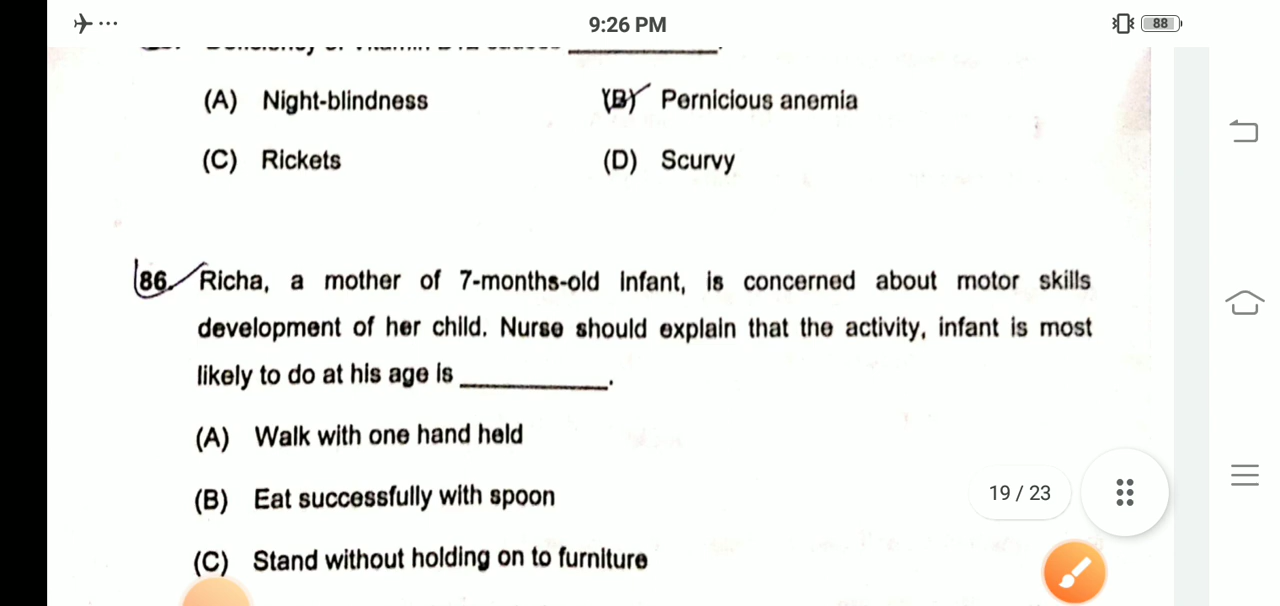 9:26 PM
88
(A) Night-blindness
(B) Pernicious anemia
(C) Rickets
(D) Scurvy
86. Richa, a mother of 7-months-old infant, is concerned about motor skills
development of her child. Nurse should explain that the activity, infant is most
likely to do at his age is __________.
(A) Walk with one hand held
(B) Eat successfully with spoon
(C) Stand without holding on to furniture
19 / 23